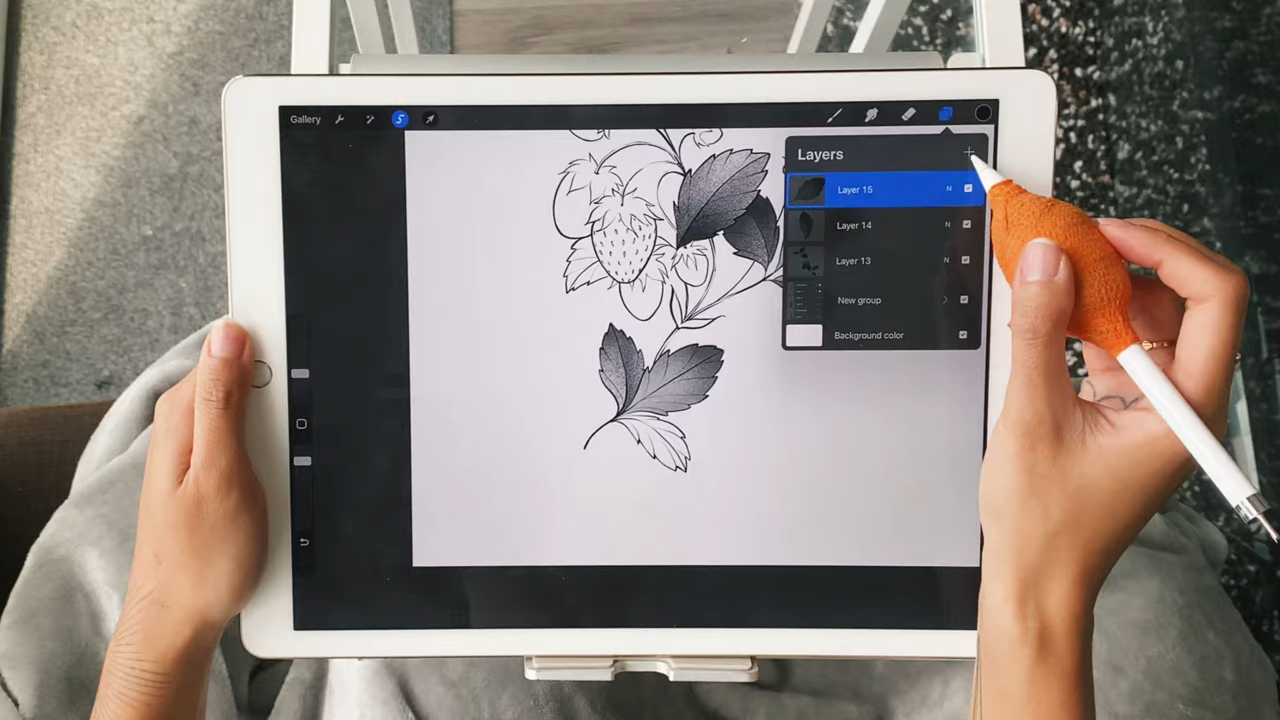 Gallery
Layers
Layer 15 N
Layer 14 N
Layer 13 N
New group
Background color